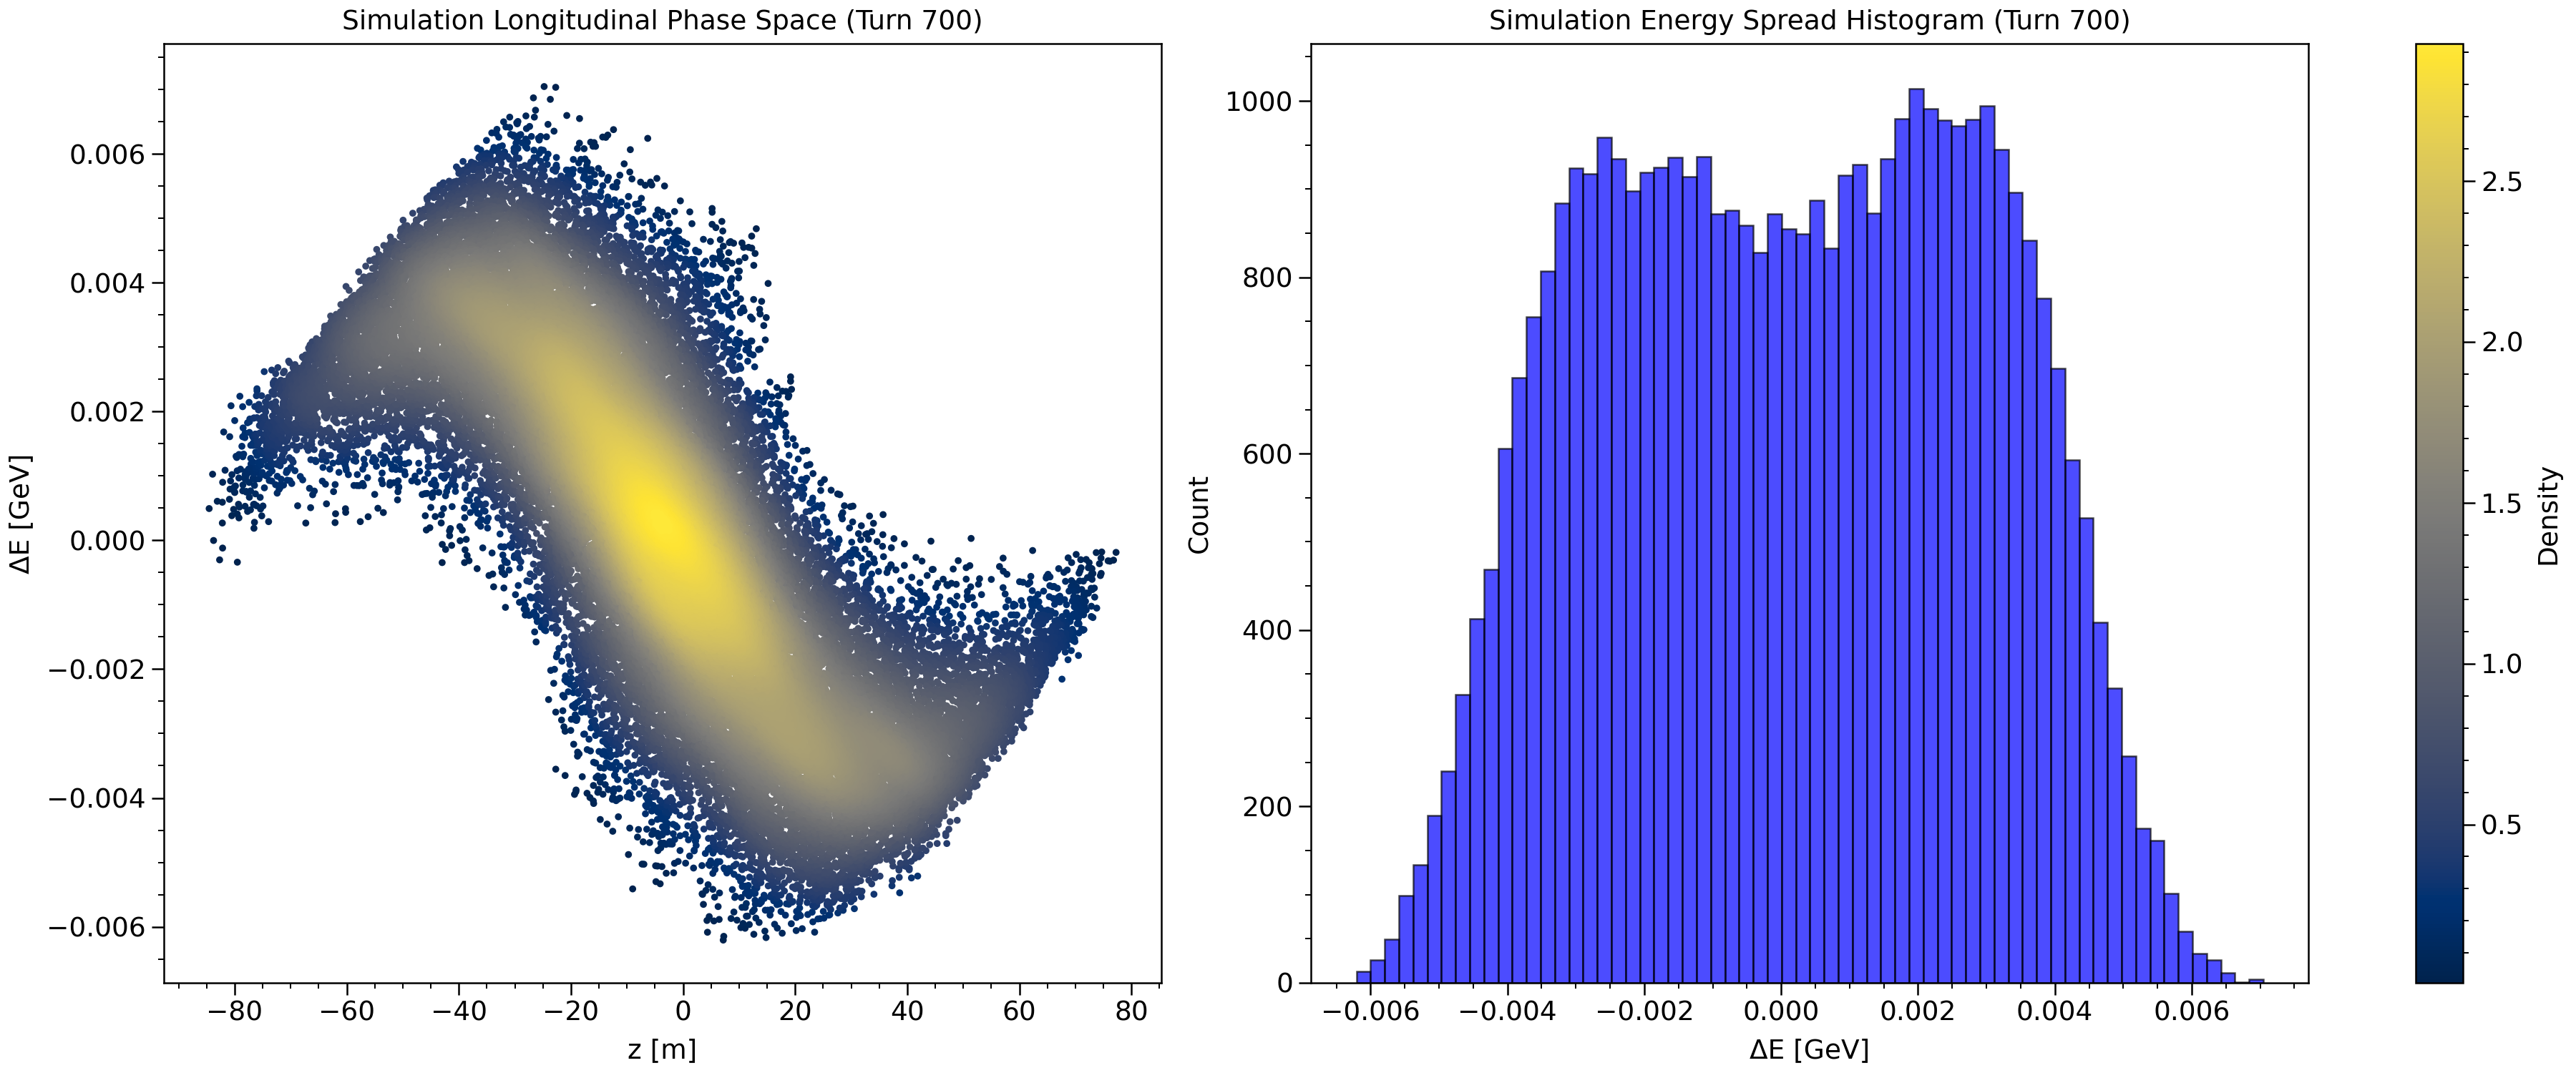 Simulation Longitudinal Phase Space (Turn 700)
0.006
0.004
0.002
0.000
−0.002
−0.004
−0.006
ΔE [GeV]
−80 −60 −40 −20 0 20 40 60 80
z [m]
Simulation Energy Spread Histogram (Turn 700)
1000
800
600
400
200
0
Count
−0.006 −0.004 −0.002 0.000 0.002 0.004 0.006
ΔE [GeV]
2.5
2.0
1.5
1.0
0.5
Density